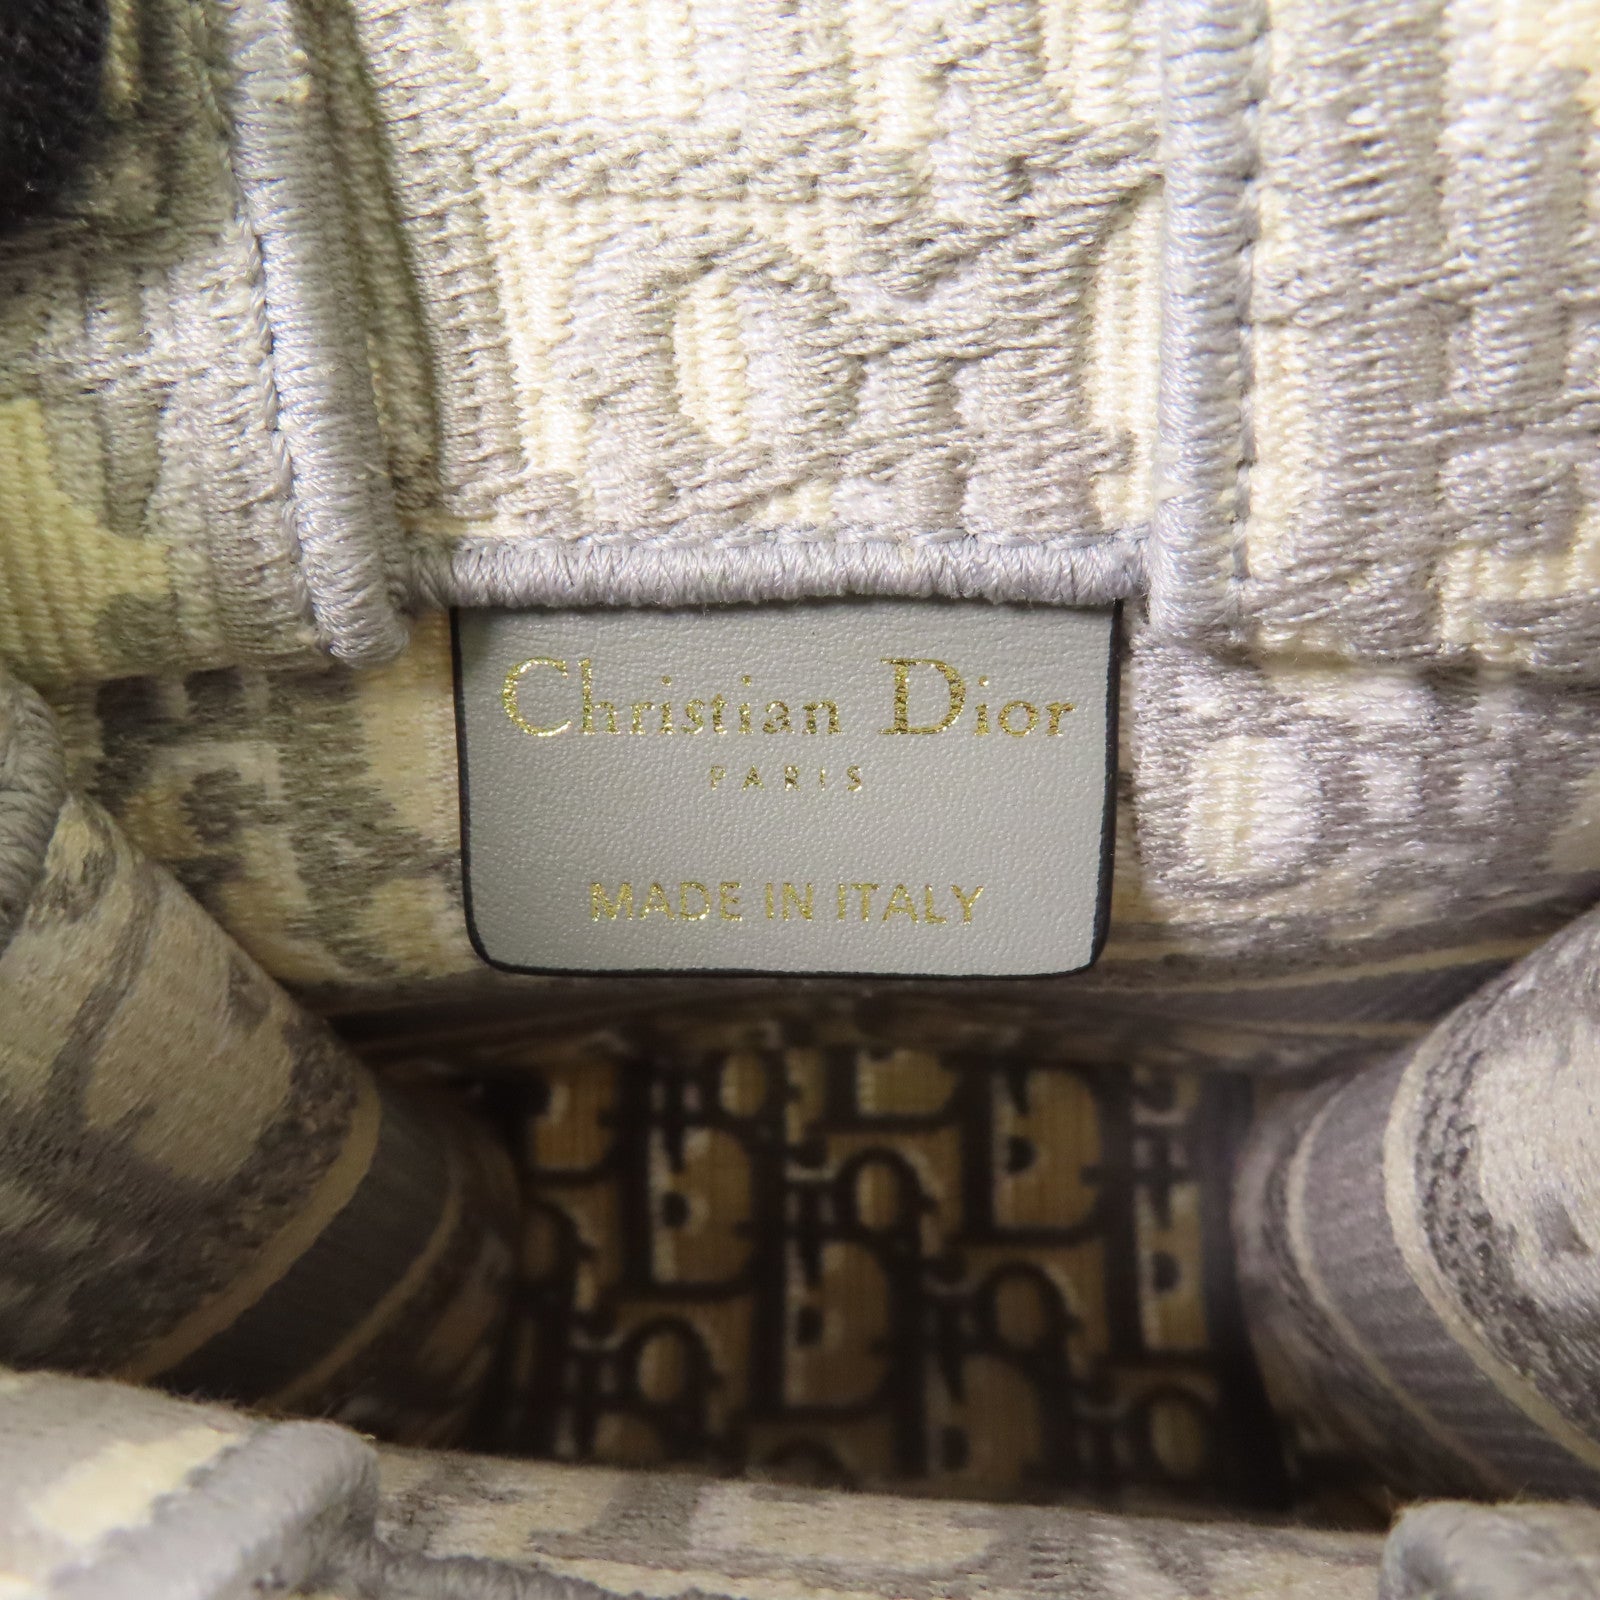 Christian Dior
PARIS
MADE IN ITALY